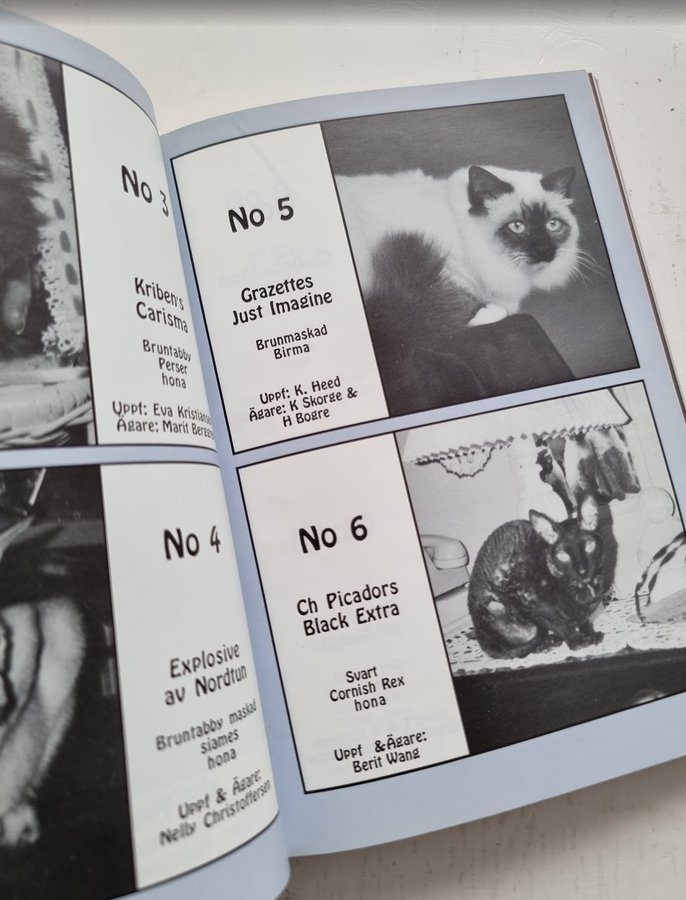 No 3
Kriben's
Carisma
Bruntabby
Perser
hona
Uppf: Eva
Ägare: Marit
No 4
Explosive
av Nordtun
Bruntabby maskad
siames
hona
Uppf & Ägare:
Nelly Christoffersen
No 5
Grazettes
Just Imagine
Brunmaskad
Birma
Uppf: K. Heed
Ägare: K Skorge &
H Bogre
No 6
Ch Picadors
Black Extra
Svart
Cornish Rex
hona
Uppf &Ägare:
Berit Wang